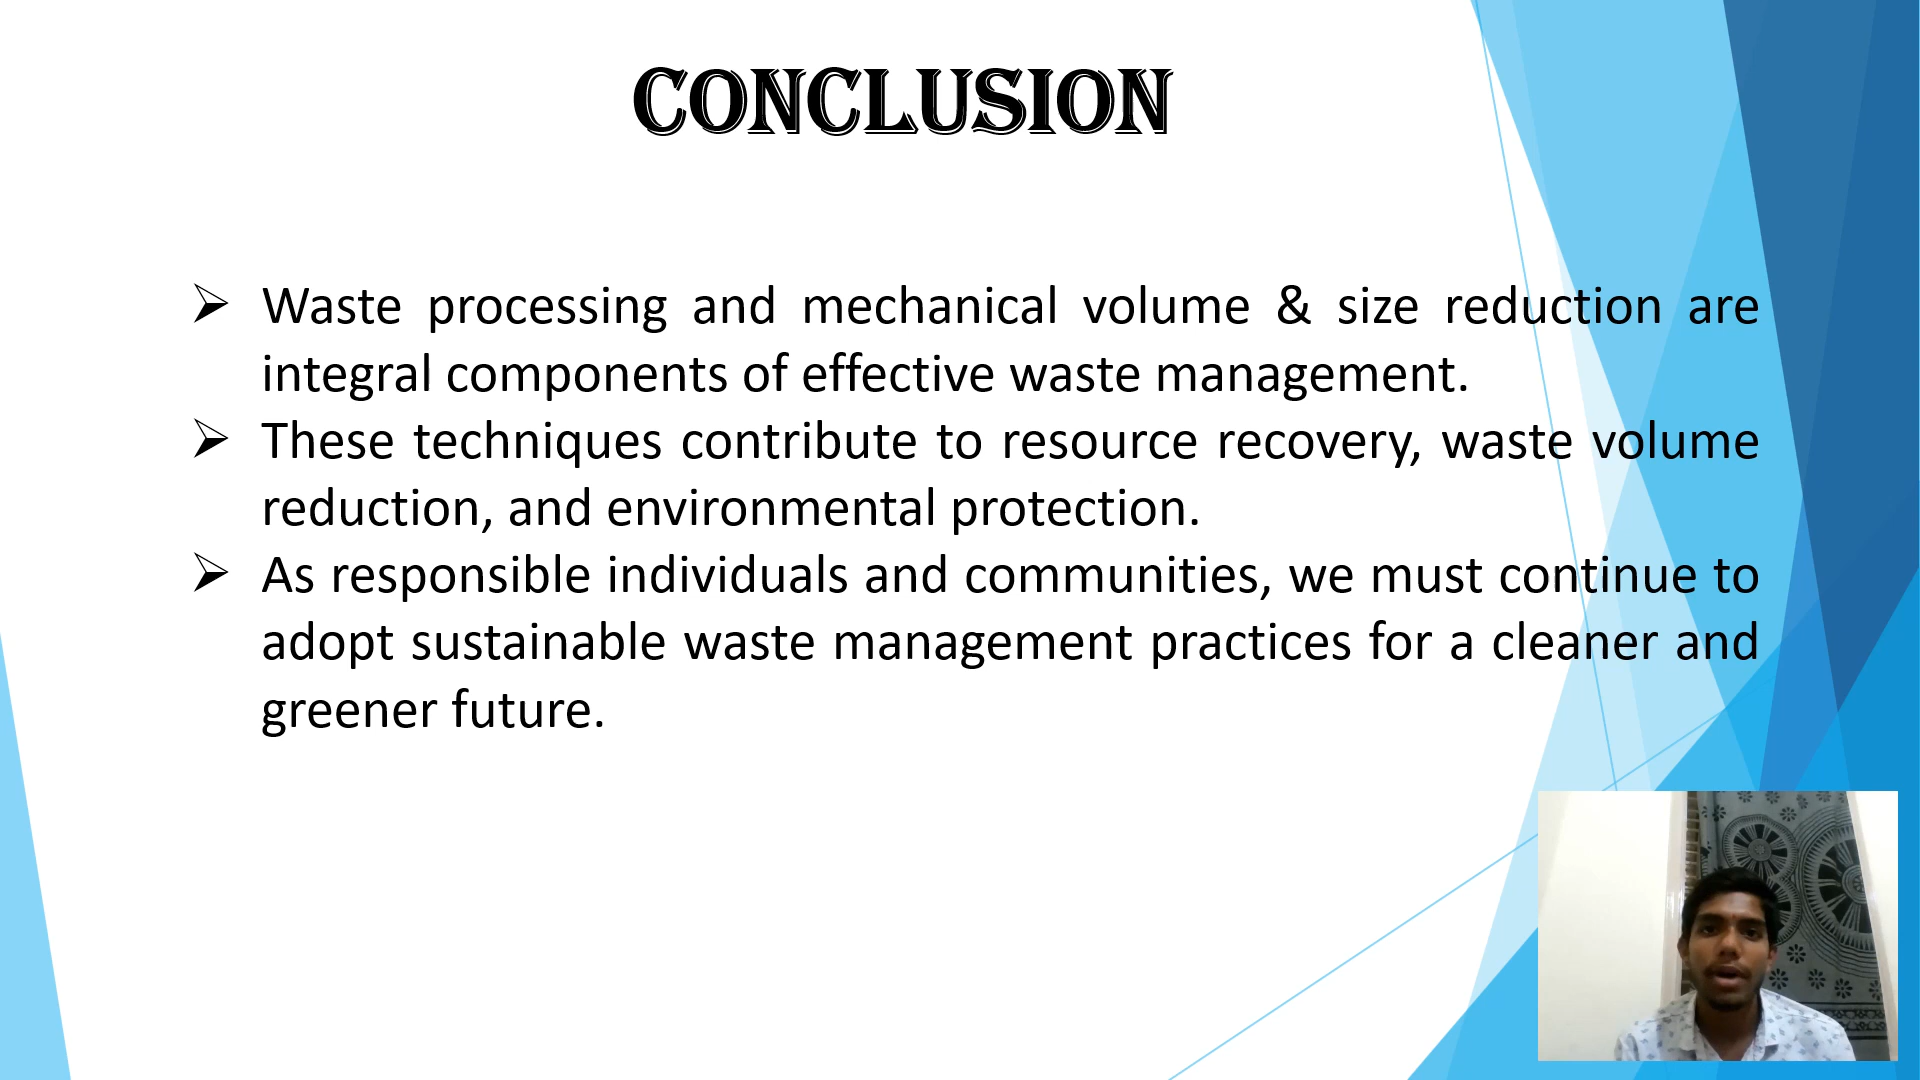 CONCLUSION
➢ Waste processing and mechanical volume & size reduction are
integral components of effective waste management.
➢ These techniques contribute to resource recovery, waste volume
reduction, and environmental protection.
➢ As responsible individuals and communities, we must continue to
adopt sustainable waste management practices for a cleaner and
greener future.